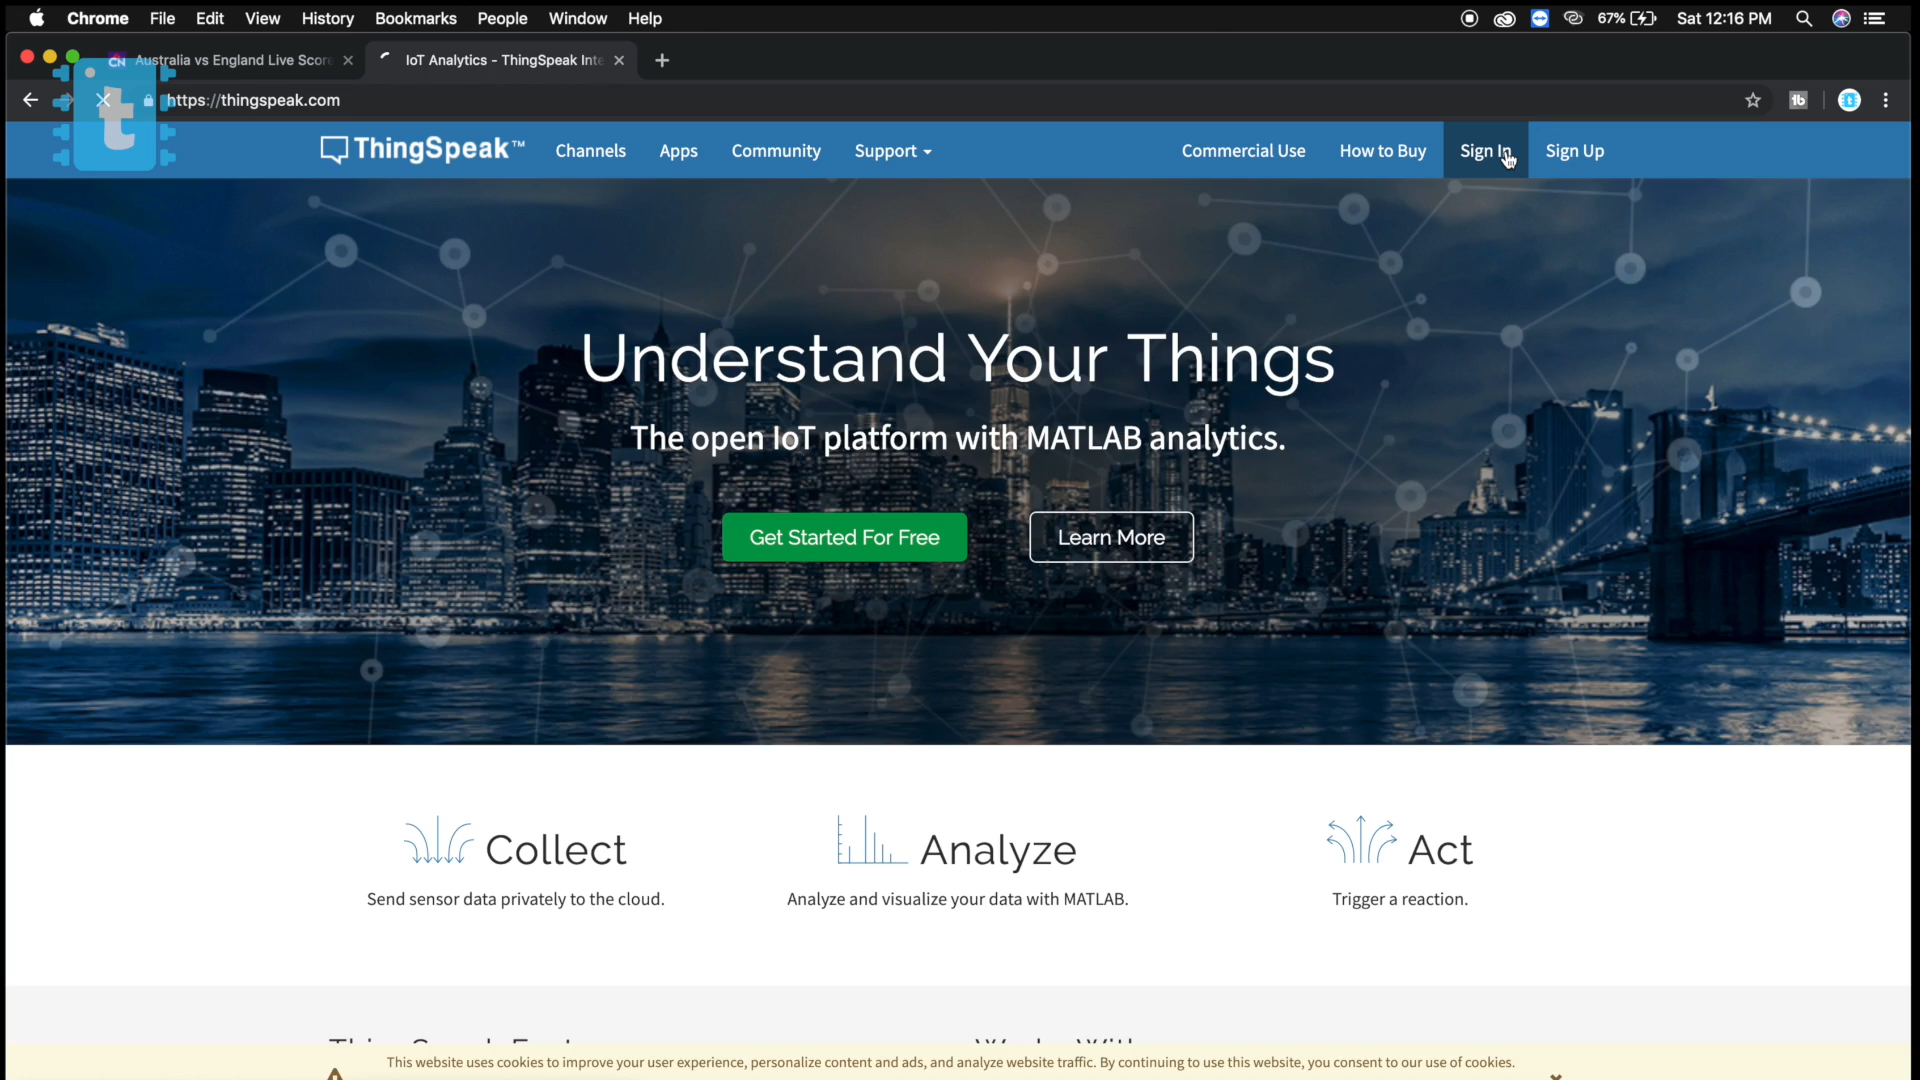 Chrome File Edit View History Bookmarks People Window Help 67% Sat 12:16 PM
CN Australia vs England Live Score IoT Analytics - ThingSpeak Inte
https://thingspeak.com tb t
t
ThingSpeak™ Channels Apps Community Support Commercial Use How to Buy Sign In Sign Up
Understand Your Things
The open IoT platform with MATLAB analytics.
Get Started For Free Learn More
Collect Analyze Act
Send sensor data privately to the cloud. Analyze and visualize your data with MATLAB. Trigger a reaction.
This website uses cookies to improve your user experience, personalize content and ads, and analyze website traffic. By continuing to use this website, you consent to our use of cookies.